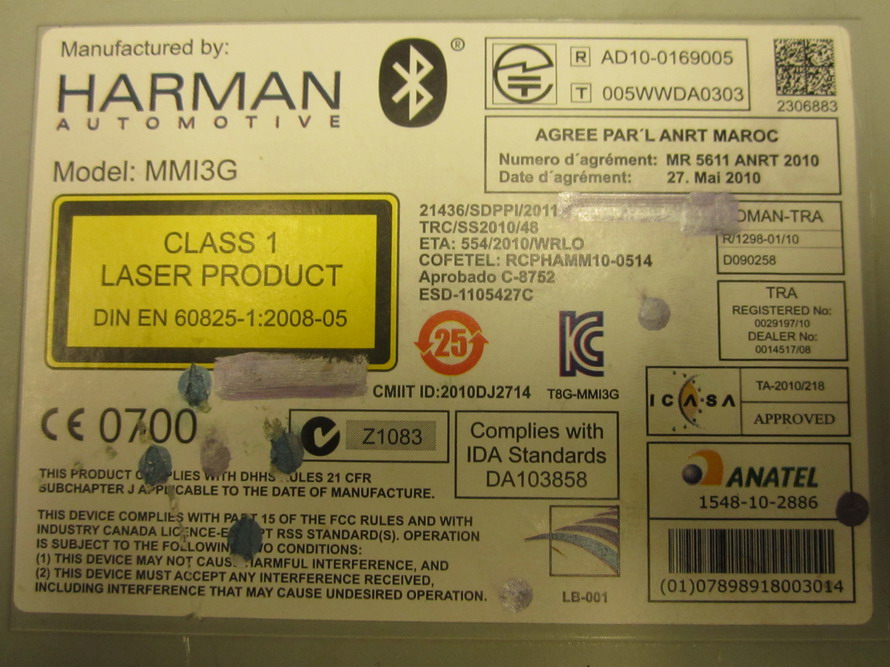 Manufactured by:
HARMAN
AUTOMOTIVE
®
Model: MMI3G
R AD10-0169005
T 005WWDA0303
2306883
AGREE PAR´L ANRT MAROC
Numero d´agrément: MR 5611 ANRT 2010
Date d´agrément: 27. Mai 2010
CLASS 1
LASER PRODUCT
DIN EN 60825-1:2008-05
21436/SDPPI/2011
TRC/SS2010/48
ETA: 554/2010/WRLO
COFETEL: RCPHAMM10-0514
Aprobado C-8752
ESD-1105427C
OMAN-TRA
R/1298-01/10
D090258
TRA
REGISTERED No:
0029197/10
DEALER No:
0014517/08
25
CMIIT ID:2010DJ2714
T8G-MMI3G
ICASA
TA-2010/218
APPROVED
CE 0700
Z1083
Complies with
IDA Standards
DA103858
ANATEL
1548-10-2886
(01)07898918003014
THIS PRODUCT COMPLIES WITH DHHS RULES 21 CFR
SUBCHAPTER J APPLICABLE TO THE DATE OF MANUFACTURE.
THIS DEVICE COMPLIES WITH PART 15 OF THE FCC RULES AND WITH
INDUSTRY CANADA LICENCE-EXEMPT RSS STANDARD(S). OPERATION
IS SUBJECT TO THE FOLLOWING TWO CONDITIONS:
(1) THIS DEVICE MAY NOT CAUSE HARMFUL INTERFERENCE, AND
(2) THIS DEVICE MUST ACCEPT ANY INTERFERENCE RECEIVED,
INCLUDING INTERFERENCE THAT MAY CAUSE UNDESIRED OPERATION.
LB-001